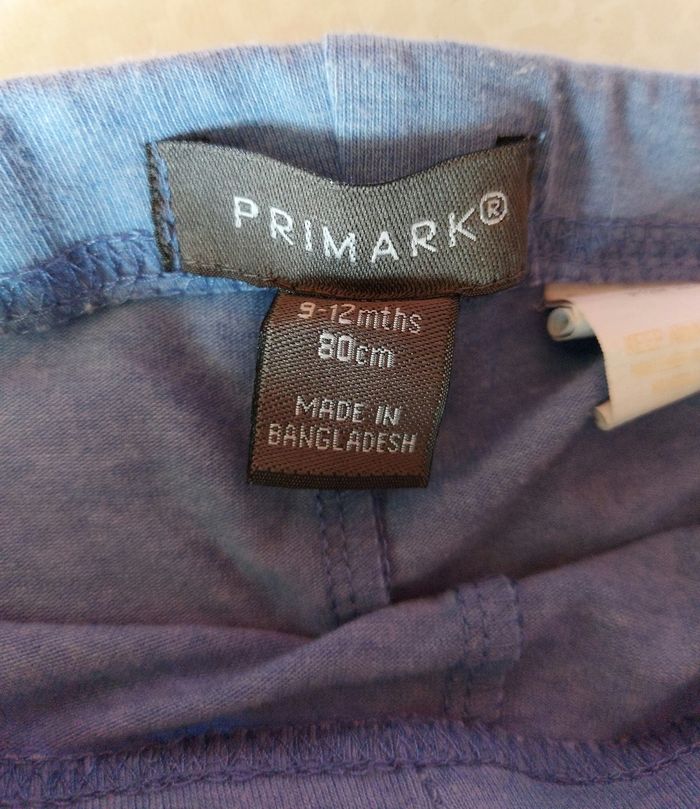 PRIMARK®
9-12mths
80cm
MADE IN
BANGLADESH